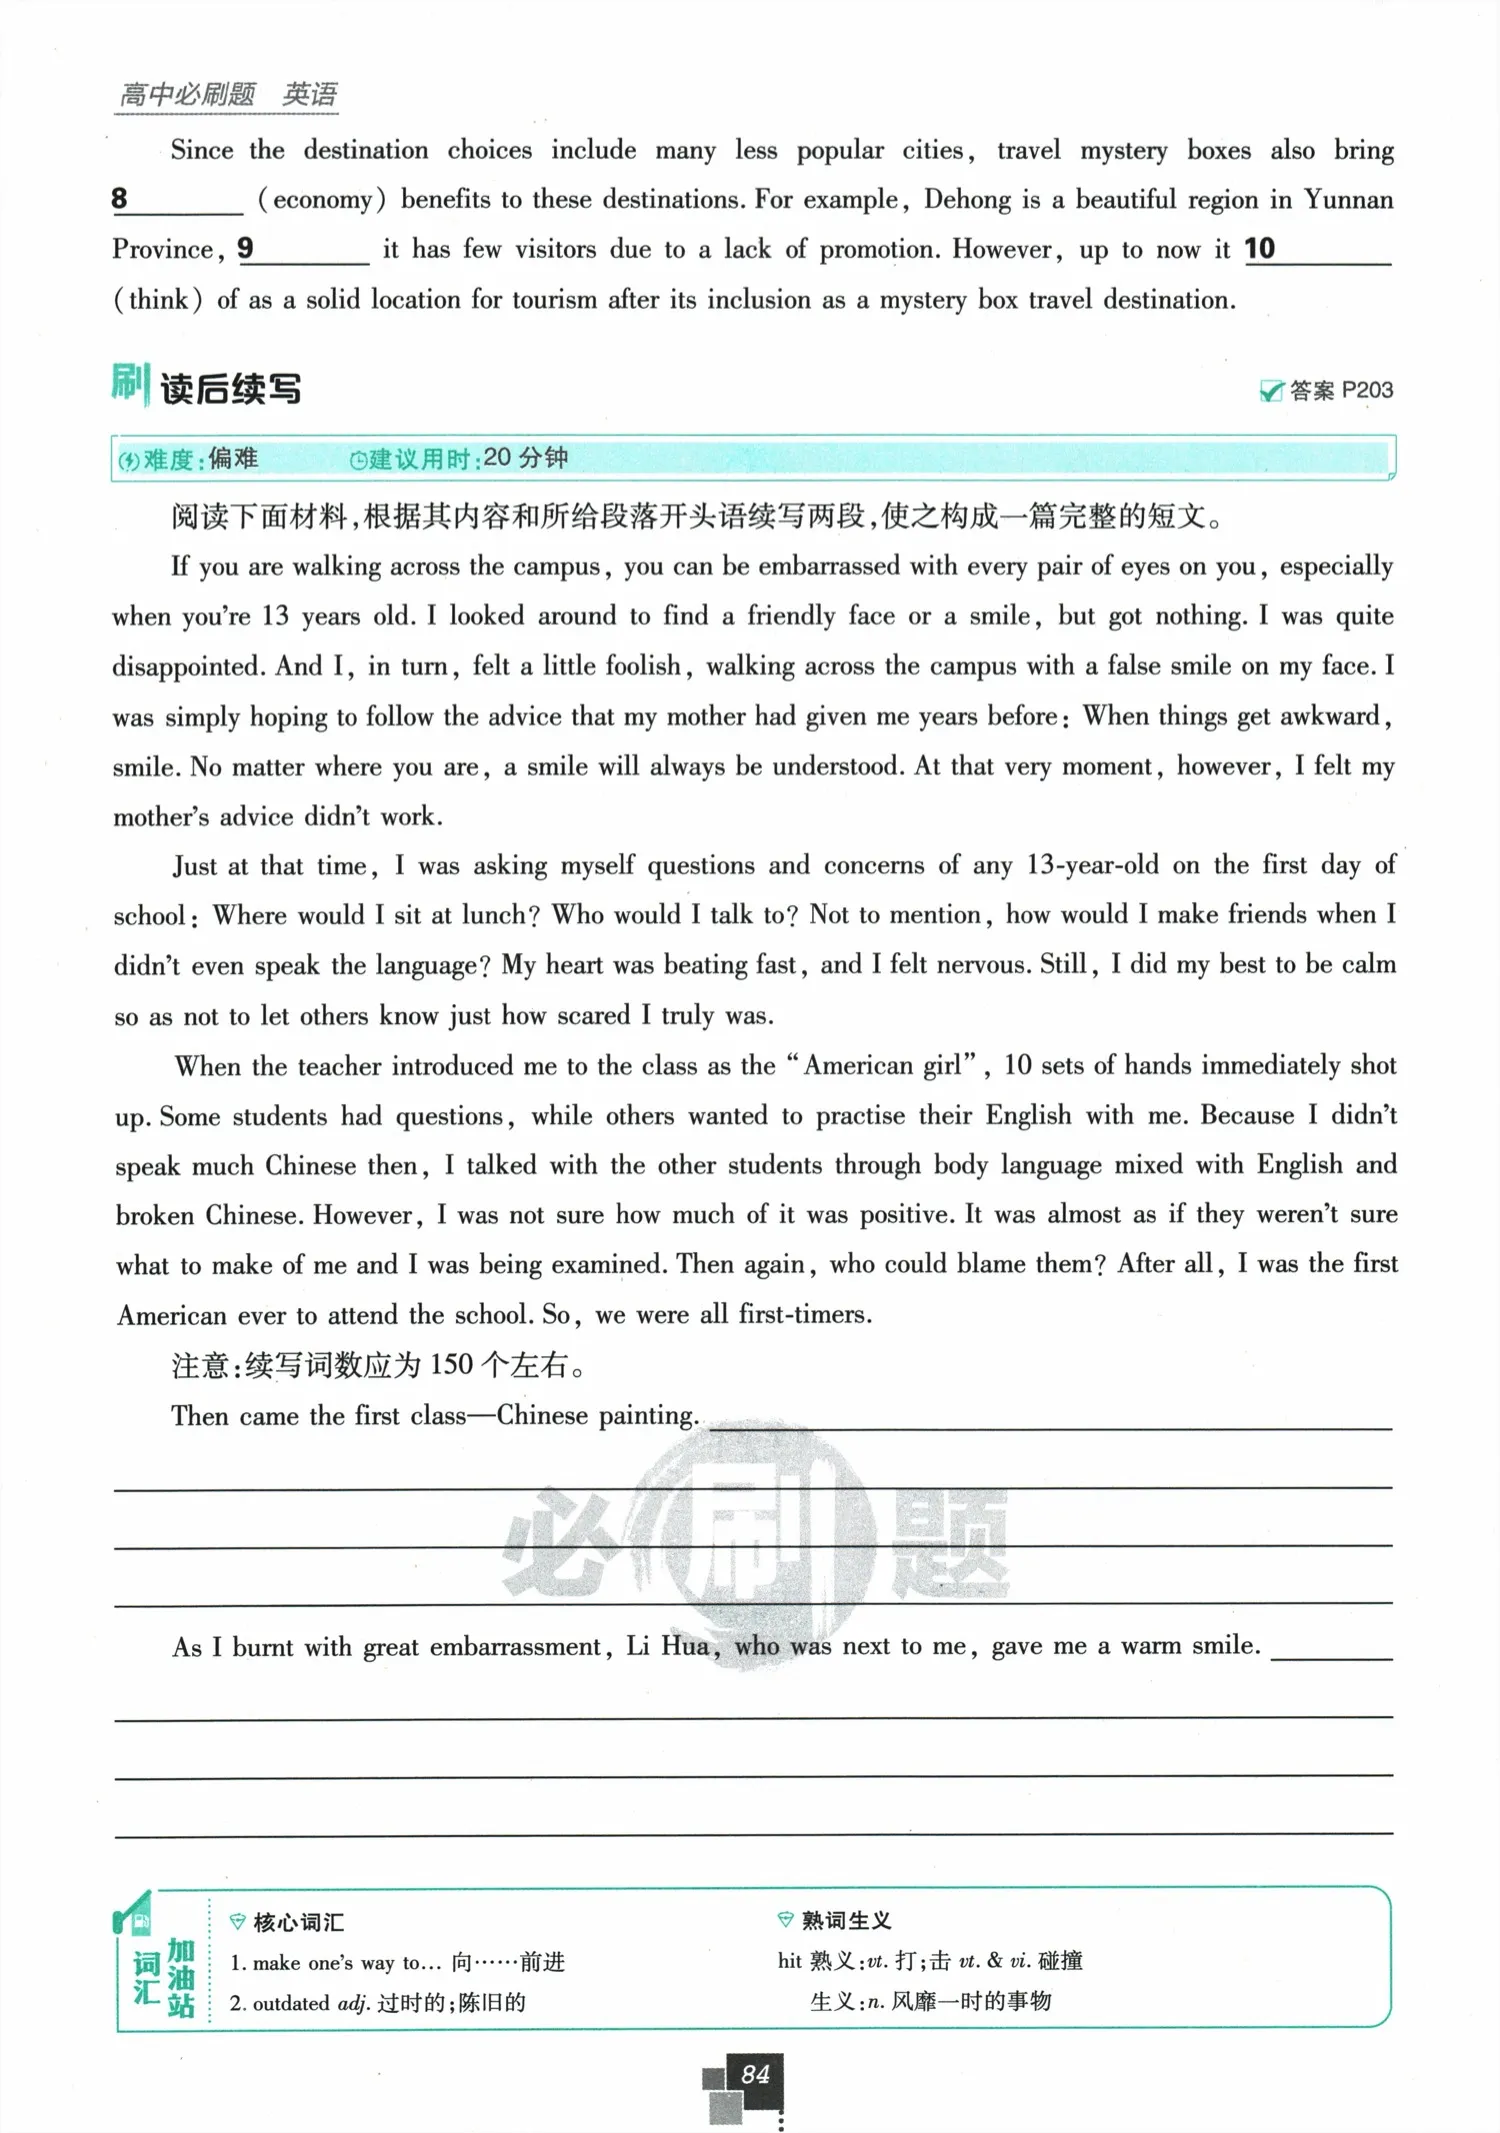 高中必刷题 英语
Since the destination choices include many less popular cities, travel mystery boxes also bring
8 (economy) benefits to these destinations. For example, Dehong is a beautiful region in Yunnan
Province, 9 it has few visitors due to a lack of promotion. However, up to now it 10
(think) of as a solid location for tourism after its inclusion as a mystery box travel destination.
刷 读后续写
答案 P203
难度:偏难 建议用时:20 分钟
阅读下面材料,根据其内容和所给段落开头语续写两段,使之构成一篇完整的短文。
If you are walking across the campus, you can be embarrassed with every pair of eyes on you, especially
when you're 13 years old. I looked around to find a friendly face or a smile, but got nothing. I was quite
disappointed. And I, in turn, felt a little foolish, walking across the campus with a false smile on my face. I
was simply hoping to follow the advice that my mother had given me years before: When things get awkward,
smile. No matter where you are, a smile will always be understood. At that very moment, however, I felt my
mother's advice didn't work.
Just at that time, I was asking myself questions and concerns of any 13-year-old on the first day of
school: Where would I sit at lunch? Who would I talk to? Not to mention, how would I make friends when I
didn't even speak the language? My heart was beating fast, and I felt nervous. Still, I did my best to be calm
so as not to let others know just how scared I truly was.
When the teacher introduced me to the class as the "American girl", 10 sets of hands immediately shot
up. Some students had questions, while others wanted to practise their English with me. Because I didn't
speak much Chinese then, I talked with the other students through body language mixed with English and
broken Chinese. However, I was not sure how much of it was positive. It was almost as if they weren't sure
what to make of me and I was being examined. Then again, who could blame them? After all, I was the first
American ever to attend the school. So, we were all first-timers.
注意:续写词数应为 150 个左右。
Then came the first class—Chinese painting.
必刷题
As I burnt with great embarrassment, Li Hua, who was next to me, gave me a warm smile.
词汇加油站
核心词汇
1. make one's way to... 向……前进
2. outdated adj. 过时的;陈旧的
熟词生义
hit 熟义:vt. 打;击 vt. & vi. 碰撞
生义:n. 风靡一时的事物
84